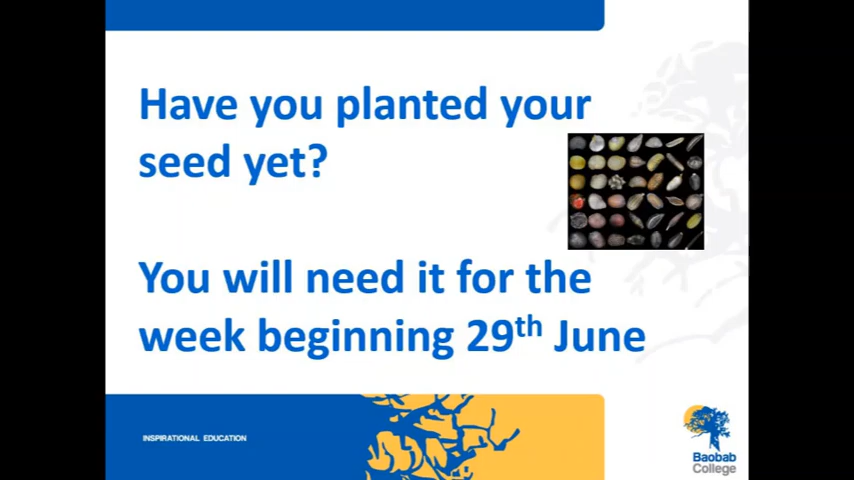 Have you planted your
seed yet?
You will need it for the
week beginning 29th June
INSPIRATIONAL EDUCATION
Baobab
College